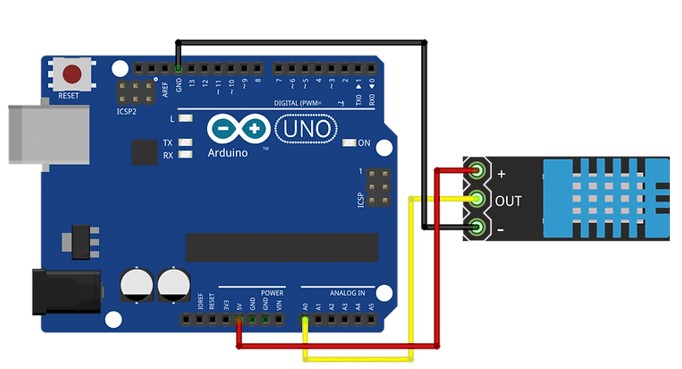 RESET
ICSP2
AREF
GND
13
12
~11
~10
~9
8
7
~6
~5
4
~3
2
TX0 ▶ 1
RX0 ◀ 0
DIGITAL (PWM=
L
TX
RX
Arduino
™
UNO
ON
1
ICSP
+
OUT
-
POWER
ANALOG IN
IOREF
RESET
3V3
5V
GND
GND
VIN
A0
A1
A2
A3
A4
A5